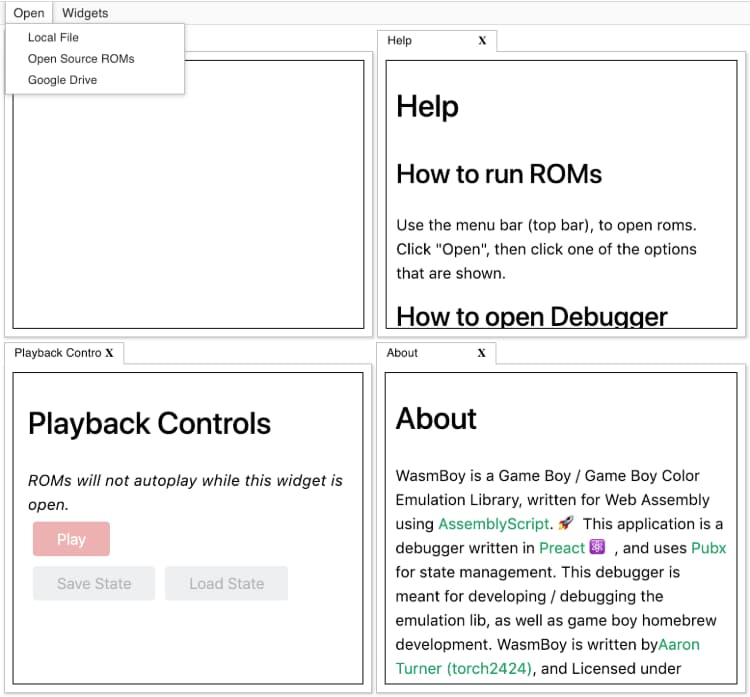 Open Widgets
Local File
Open Source ROMs
Google Drive
Help X
Help
How to run ROMs
Use the menu bar (top bar), to open roms.
Click "Open", then click one of the options
that are shown.
How to open Debugger
Playback Contro X
Playback Controls
ROMs will not autoplay while this widget is
open.
Play
Save State Load State
About X
About
WasmBoy is a Game Boy / Game Boy Color
Emulation Library, written for Web Assembly
using AssemblyScript. 🚀 This application is a
debugger written in Preact ⚛️ , and uses Pubx
for state management. This debugger is
meant for developing / debugging the
emulation lib, as well as game boy homebrew
development. WasmBoy is written byAaron
Turner (torch2424), and Licensed under